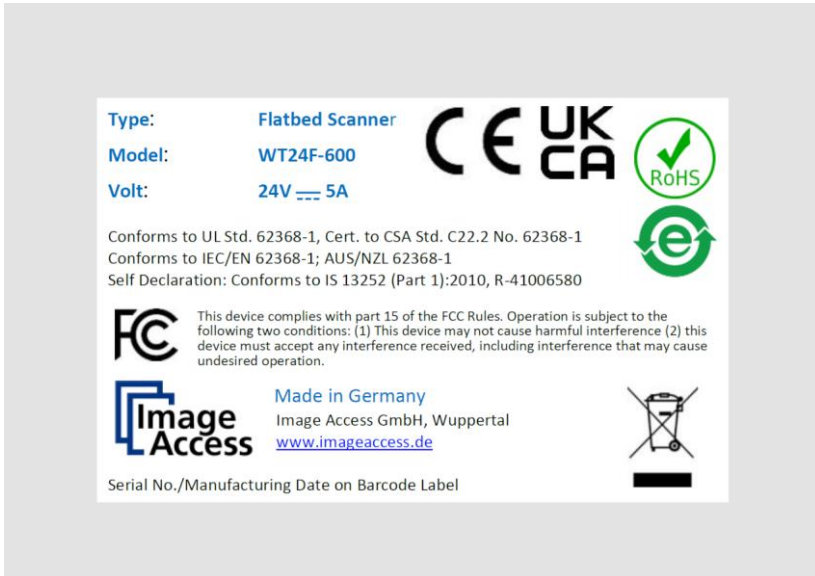 Type: Flatbed Scanner
Model: WT24F-600
Volt: 24V ⎓ 5A
CE
UK
CA
RoHS
e
Conforms to UL Std. 62368-1, Cert. to CSA Std. C22.2 No. 62368-1
Conforms to IEC/EN 62368-1; AUS/NZL 62368-1
Self Declaration: Conforms to IS 13252 (Part 1):2010, R-41006580
FC
This device complies with part 15 of the FCC Rules. Operation is subject to the
following two conditions: (1) This device may not cause harmful interference (2) this
device must accept any interference received, including interference that may cause
undesired operation.
Image
Access
Made in Germany
Image Access GmbH, Wuppertal
www.imageaccess.de
Serial No./Manufacturing Date on Barcode Label